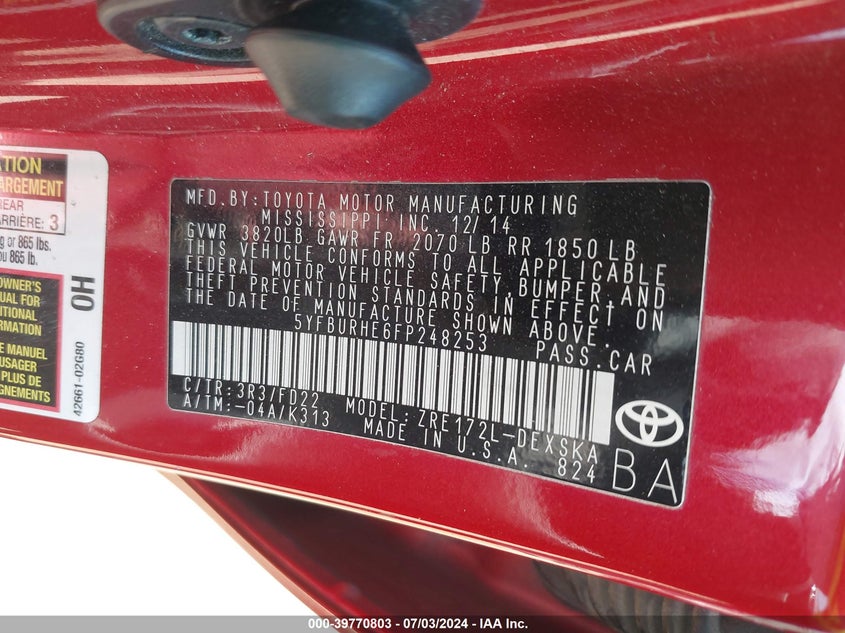 ATION
ARGEMENT
REAR
ARRIÈRE: 3
g or 865 lbs.
ou 865 lb.
OWNER'S
UAL FOR
DITIONAL
RMATION
E MANUEL
USAGER
PLUS DE
GNEMENTS
0H
42661-02G80
MFD.BY:TOYOTA MOTOR MANUFACTURING
MISSISSIPPI INC. 12/14
GVWR 3820LB GAWR FR 2070 LB RR 1850 LB
THIS VEHICLE CONFORMS TO ALL APPLICABLE
FEDERAL MOTOR VEHICLE SAFETY, BUMPER, AND
THEFT PREVENTION STANDARDS IN EFFECT ON
THE DATE OF MANUFACTURE SHOWN ABOVE.
5YFBURHE6FP248253 PASS.CAR
C/TR:3R3/FD22 MODEL:ZRE172L-DEXSKA
A/TM:-04A/K313 MADE IN U.S.A. 824
BA
000-39770803 - 07/03/2024 - IAA Inc.